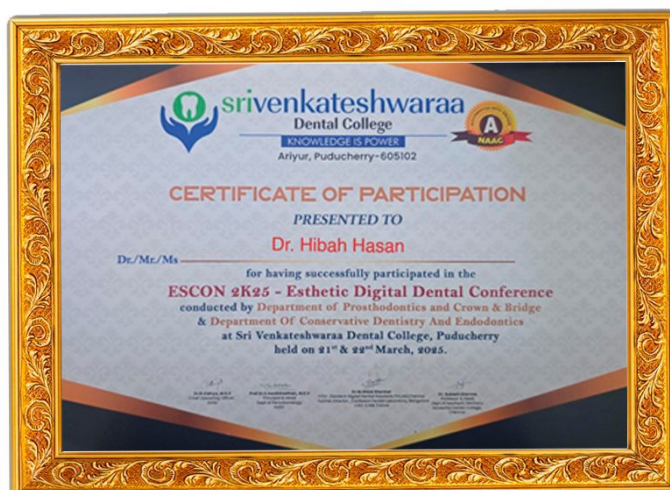 srivenkateshwaraa
Dental College
KNOWLEDGE IS POWER
Ariyur, Puducherry-605102
A
NAAC
CERTIFICATE OF PARTICIPATION
PRESENTED TO
Dr. Hibah Hasan
Dr./Mr./Ms
for having successfully participated in the
ESCON 2K25 - Esthetic Digital Dental Conference
conducted by Department of Prosthodontics and Crown & Bridge
& Department Of Conservative Dentistry And Endodontics
at Sri Venkateshwaraa Dental College, Puducherry
held on 21st & 22nd March, 2025.